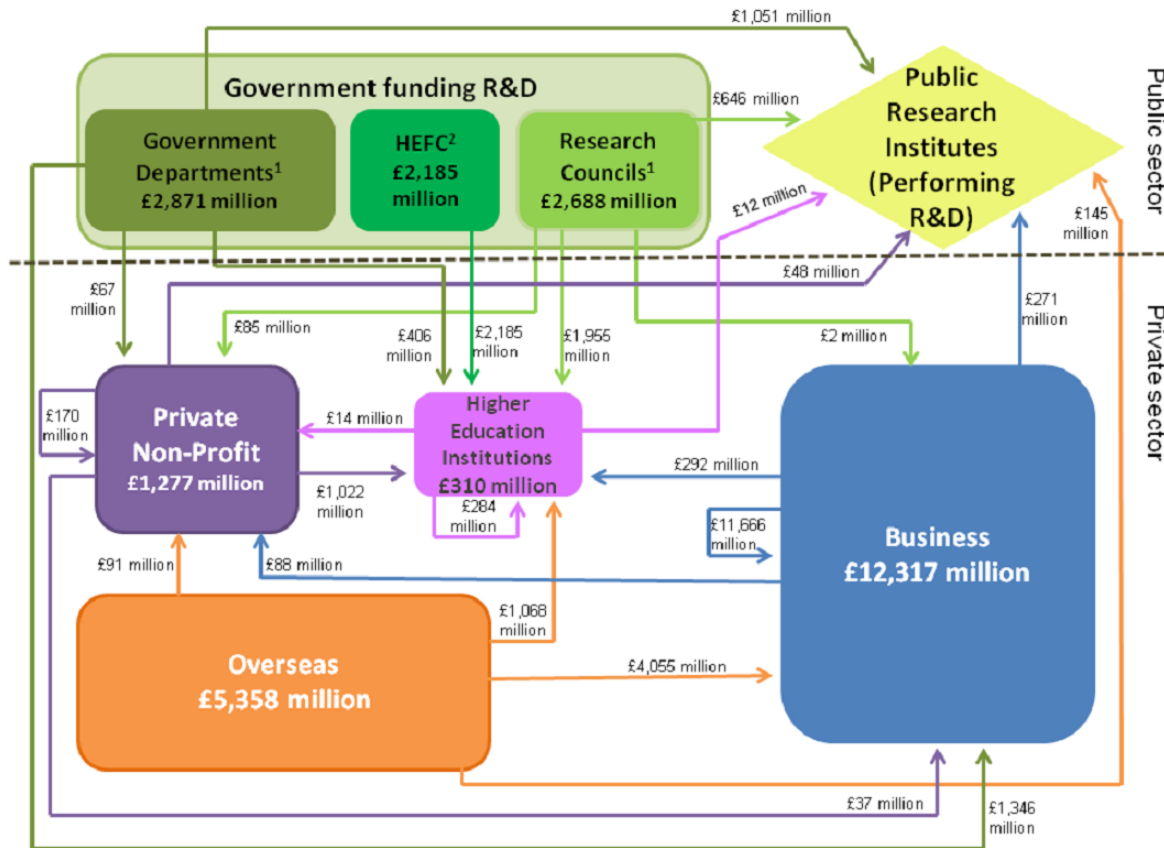 £1,051 million
Government funding R&D
Government
Departments¹
£2,871 million
HEFC²
£2,185
million
Research
Councils¹
£2,688 million
£646 million
Public
Research
Institutes
(Performing
R&D)
Public sector
£12 million
£145
million
£67
million
£85 million
£406
million
£2,185
million
£1,955
million
£48 million
£2 million
£271
million
Private sector
£170
million
Private
Non-Profit
£1,277 million
£14 million
£1,022
million
Higher
Education
Institutions
£310 million
£284
million
£292 million
£11,666
million
Business
£12,317 million
£91 million
£88 million
£1,068
million
Overseas
£5,358 million
£4,055 million
£37 million
£1,346
million